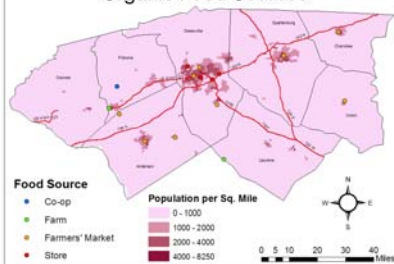 Greenville
Spartanburg
Cherokee
Pickens
Oconee
Union
Anderson
Laurens
Food Source
Co-op
Farm
Farmers' Market
Store
Population per Sq. Mile
0 - 1000
1000 - 2000
2000 - 4000
4000 - 8250
N
W
E
S
0 5 10 20 30 40
Miles